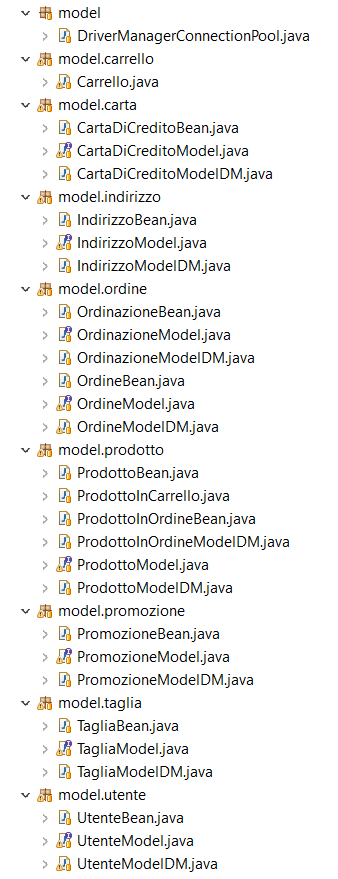 model
DriverManagerConnectionPool.java
model.carrello
Carrello.java
model.carta
CartaDiCreditoBean.java
CartaDiCreditoModel.java
CartaDiCreditoModelDM.java
model.indirizzo
IndirizzoBean.java
IndirizzoModel.java
IndirizzoModelDM.java
model.ordine
OrdinazioneBean.java
OrdinazioneModel.java
OrdinazioneModelDM.java
OrdineBean.java
OrdineModel.java
OrdineModelDM.java
model.prodotto
ProdottoBean.java
ProdottoInCarrello.java
ProdottoInOrdineBean.java
ProdottoInOrdineModelDM.java
ProdottoModel.java
ProdottoModelDM.java
model.promozione
PromozioneBean.java
PromozioneModel.java
PromozioneModelDM.java
model.taglia
TagliaBean.java
TagliaModel.java
TagliaModelDM.java
model.utente
UtenteBean.java
UtenteModel.java
UtenteModelDM.java